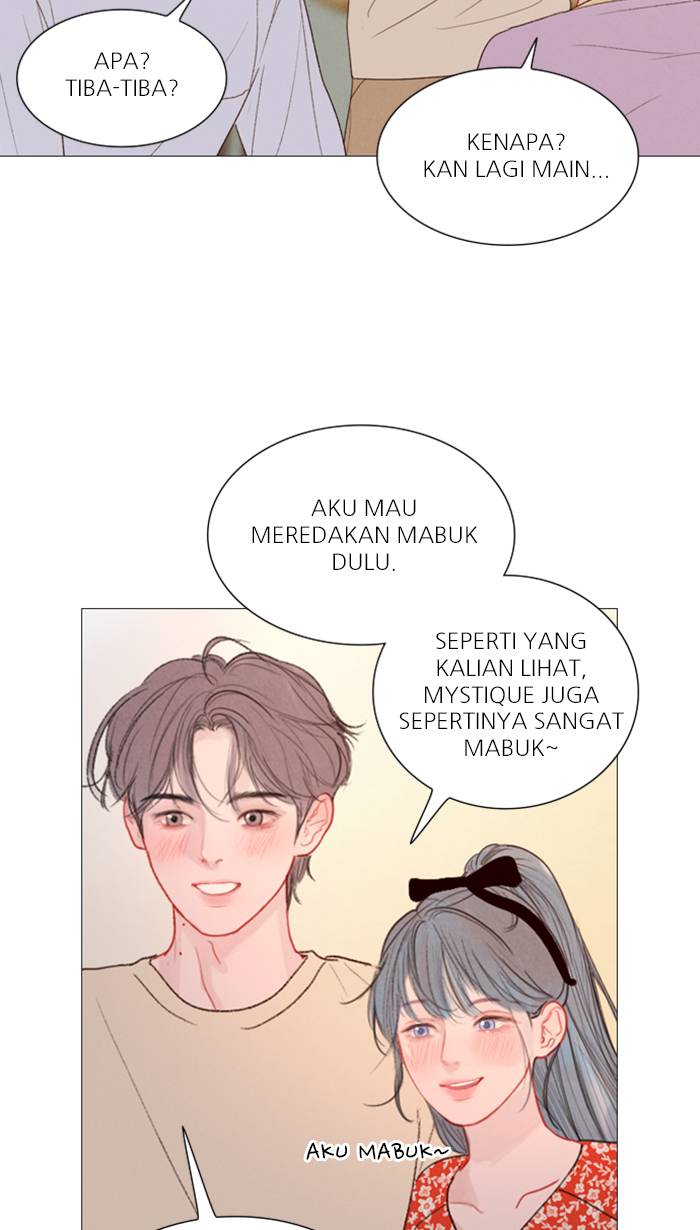 APA?
TIBA-TIBA?
KENAPA?
KAN LAGI MAIN...
AKU MAU
MEREDAKAN MABUK
DULU.
SEPERTI YANG
KALIAN LIHAT,
MYSTIQUE JUGA
SEPERTINYA SANGAT
MABUK~
AKU MABUK~